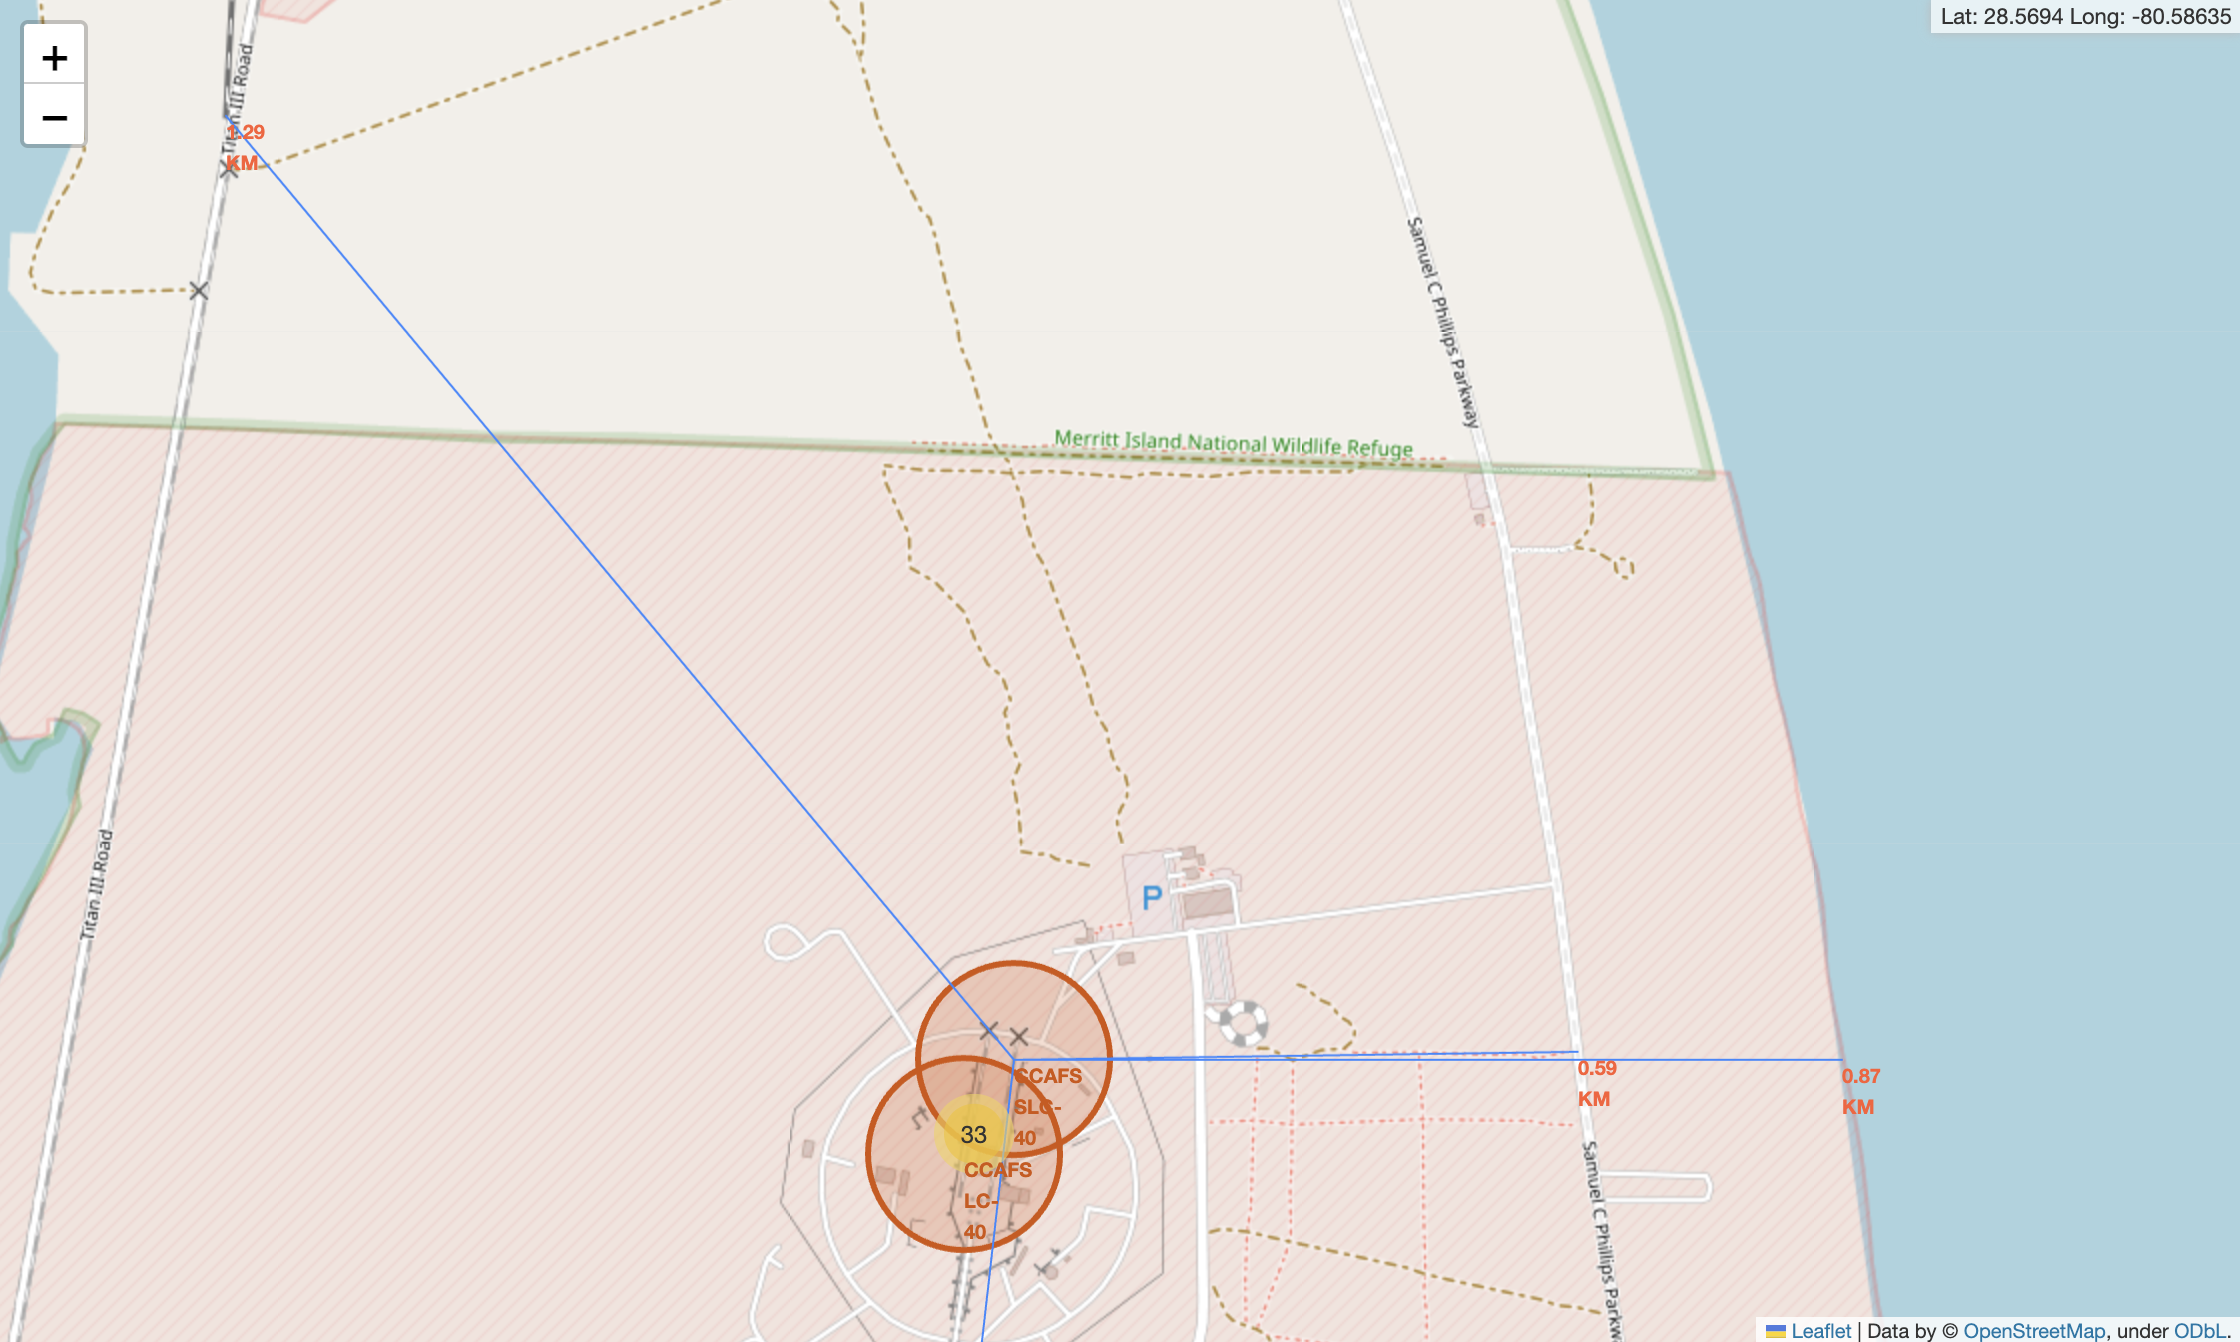 +
Lat: 28.5694 Long: -80.58635
−
Titan III Road
1.29
KM
Samuel C Phillips Parkway
Merritt Island National Wildlife Refuge
Titan III Road
P
CCAFS
SLC-
40
0.59
KM
0.87
KM
33
CCAFS
LC-
40
Samuel C Phillips Parkw
Leaflet | Data by © OpenStreetMap, under ODbL.